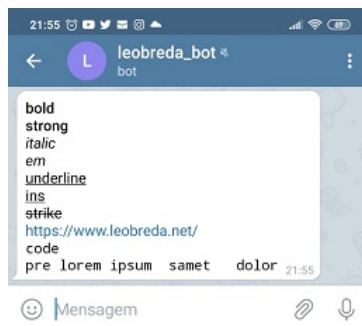 21:55
89
L
leobreda_bot
bot
bold
strong
italic
em
underline
ins
strike
https://www.leobreda.net/
code
pre lorem ipsum  samet    dolor 21:55
Mensagem